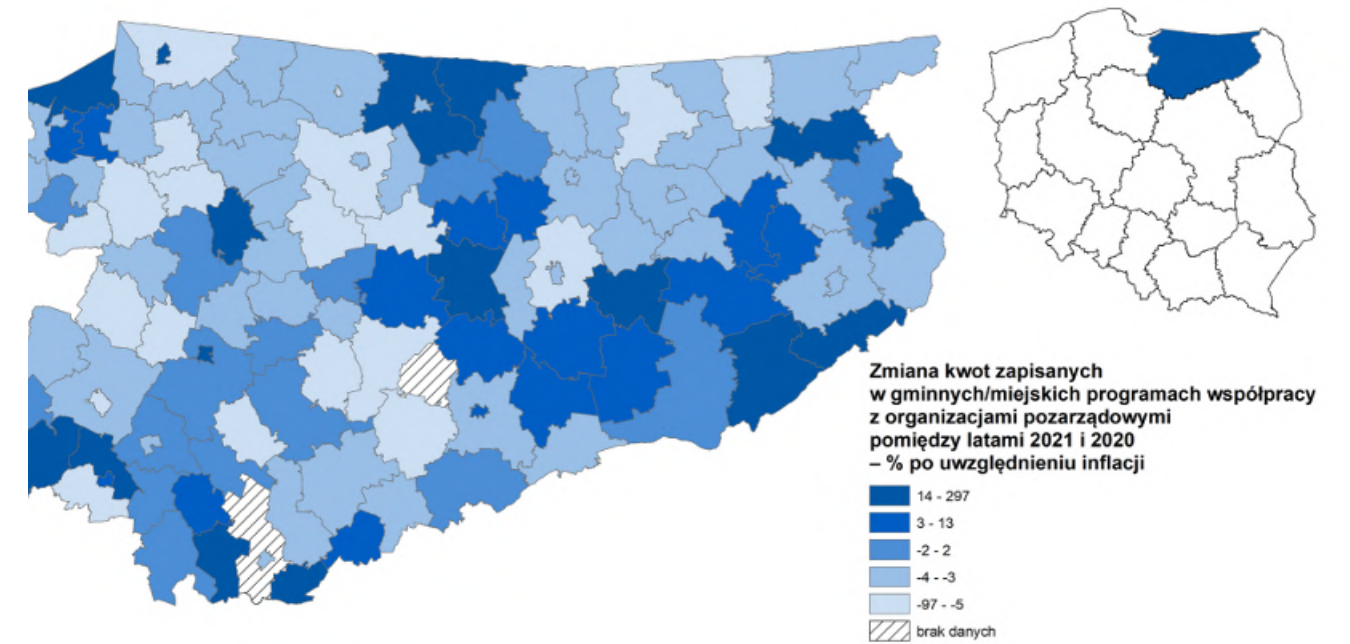 Zmiana kwot zapisanych
w gminnych/miejskich programach współpracy
z organizacjami pozarządowymi
pomiędzy latami 2021 i 2020
– % po uwzględnieniu inflacji
14 - 297
3 - 13
-2 - 2
-4 - -3
-97 - -5
brak danych